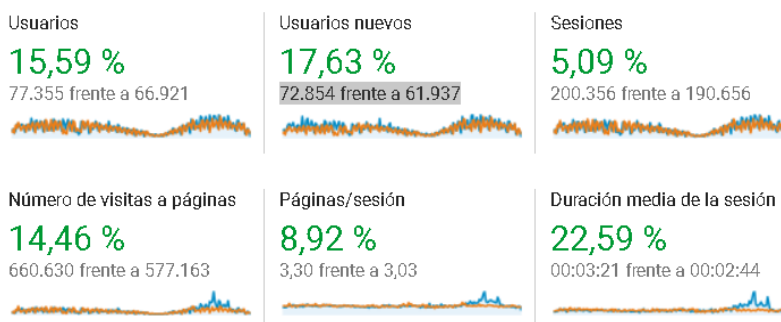 Usuarios
15,59 %
77.355 frente a 66.921
Usuarios nuevos
17,63 %
72.854 frente a 61.937
Sesiones
5,09 %
200.356 frente a 190.656
Número de visitas a páginas
14,46 %
660.630 frente a 577.163
Páginas/sesión
8,92 %
3,30 frente a 3,03
Duración media de la sesión
22,59 %
00:03:21 frente a 00:02:44